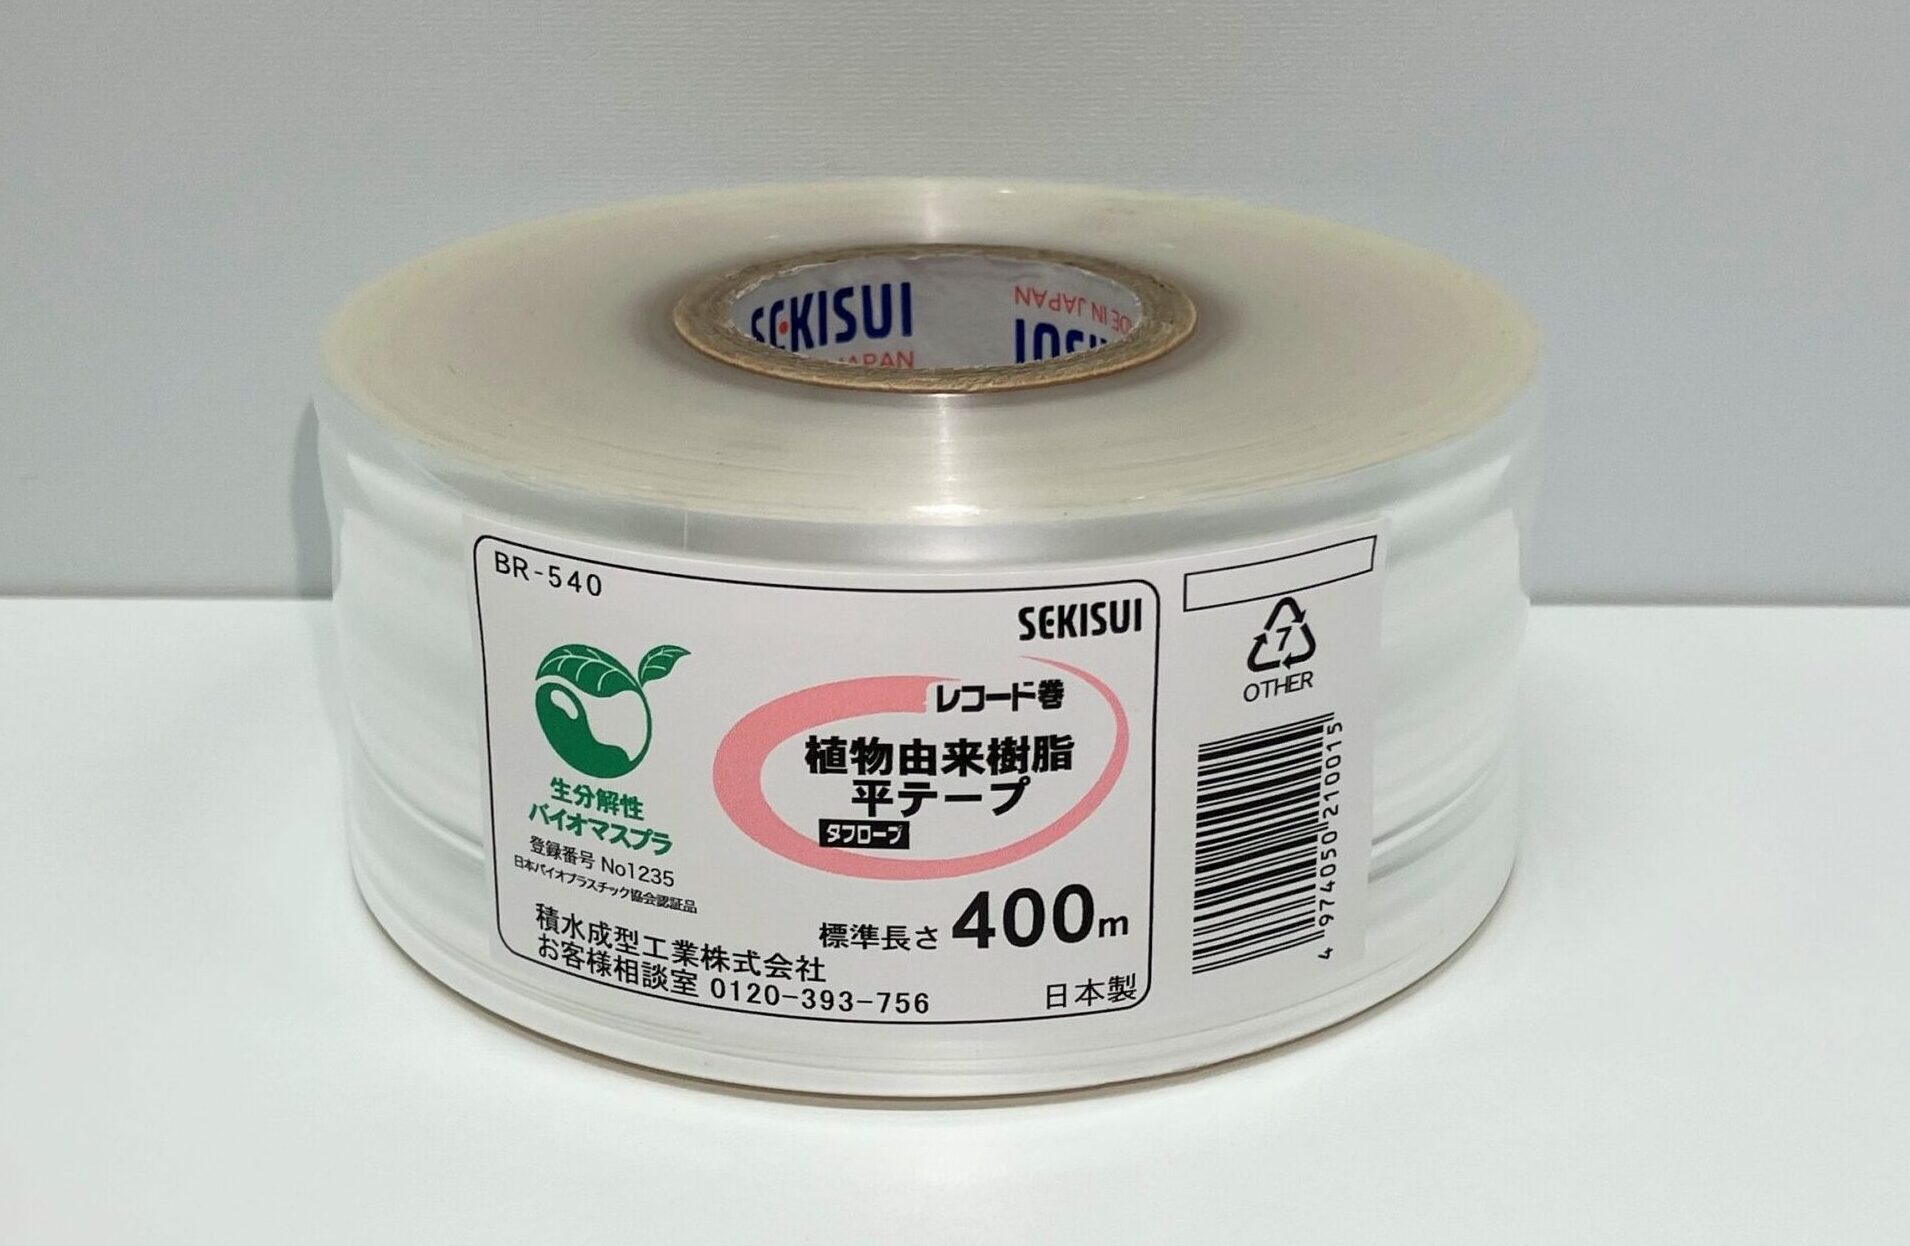 SEKISUI
JAPAN
MADE IN JAPAN
BR-540
SEKISUI
レコード巻
植物由来樹脂
平テープ
タフロープ
生分解性
バイオマスプラ
登録番号 No1235
日本バイオプラスチック協会認証品
標準長さ 400m
積水成型工業株式会社
お客様相談室 0120-393-756
日本製
7
OTHER
4 974050 210015